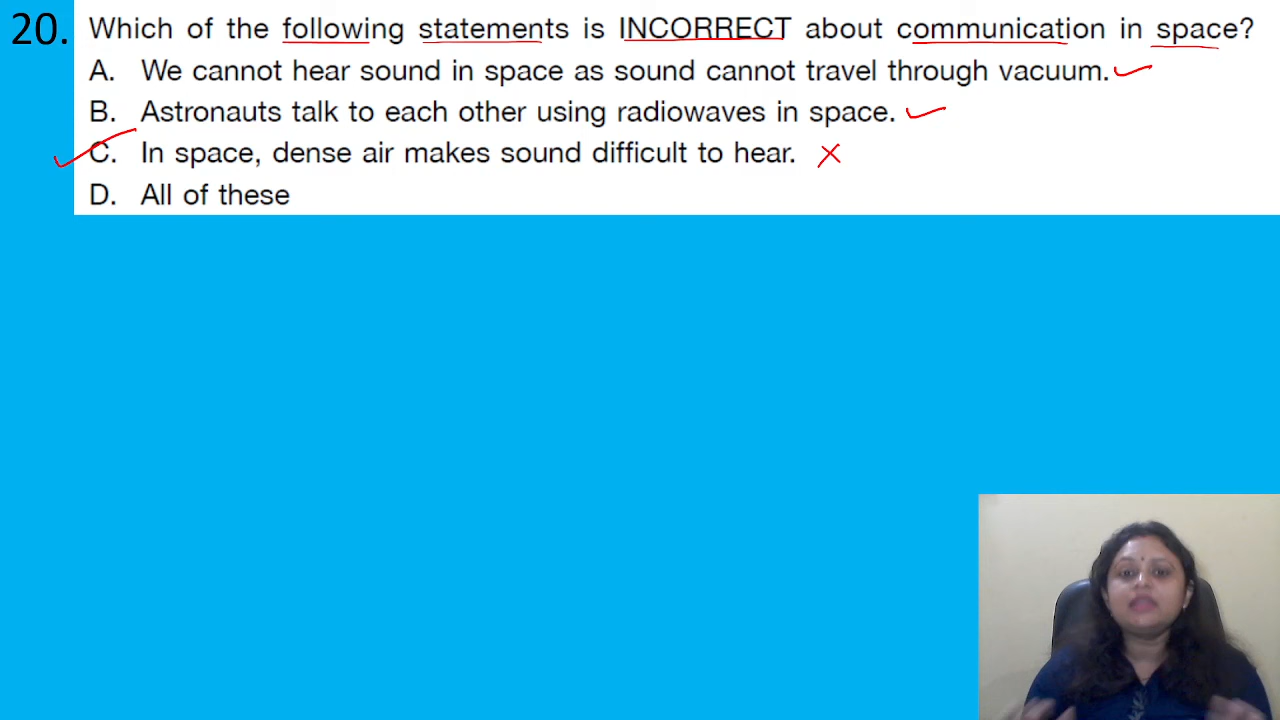 20. Which of the following statements is INCORRECT about communication in space?
A. We cannot hear sound in space as sound cannot travel through vacuum.
B. Astronauts talk to each other using radiowaves in space.
C. In space, dense air makes sound difficult to hear.
D. All of these